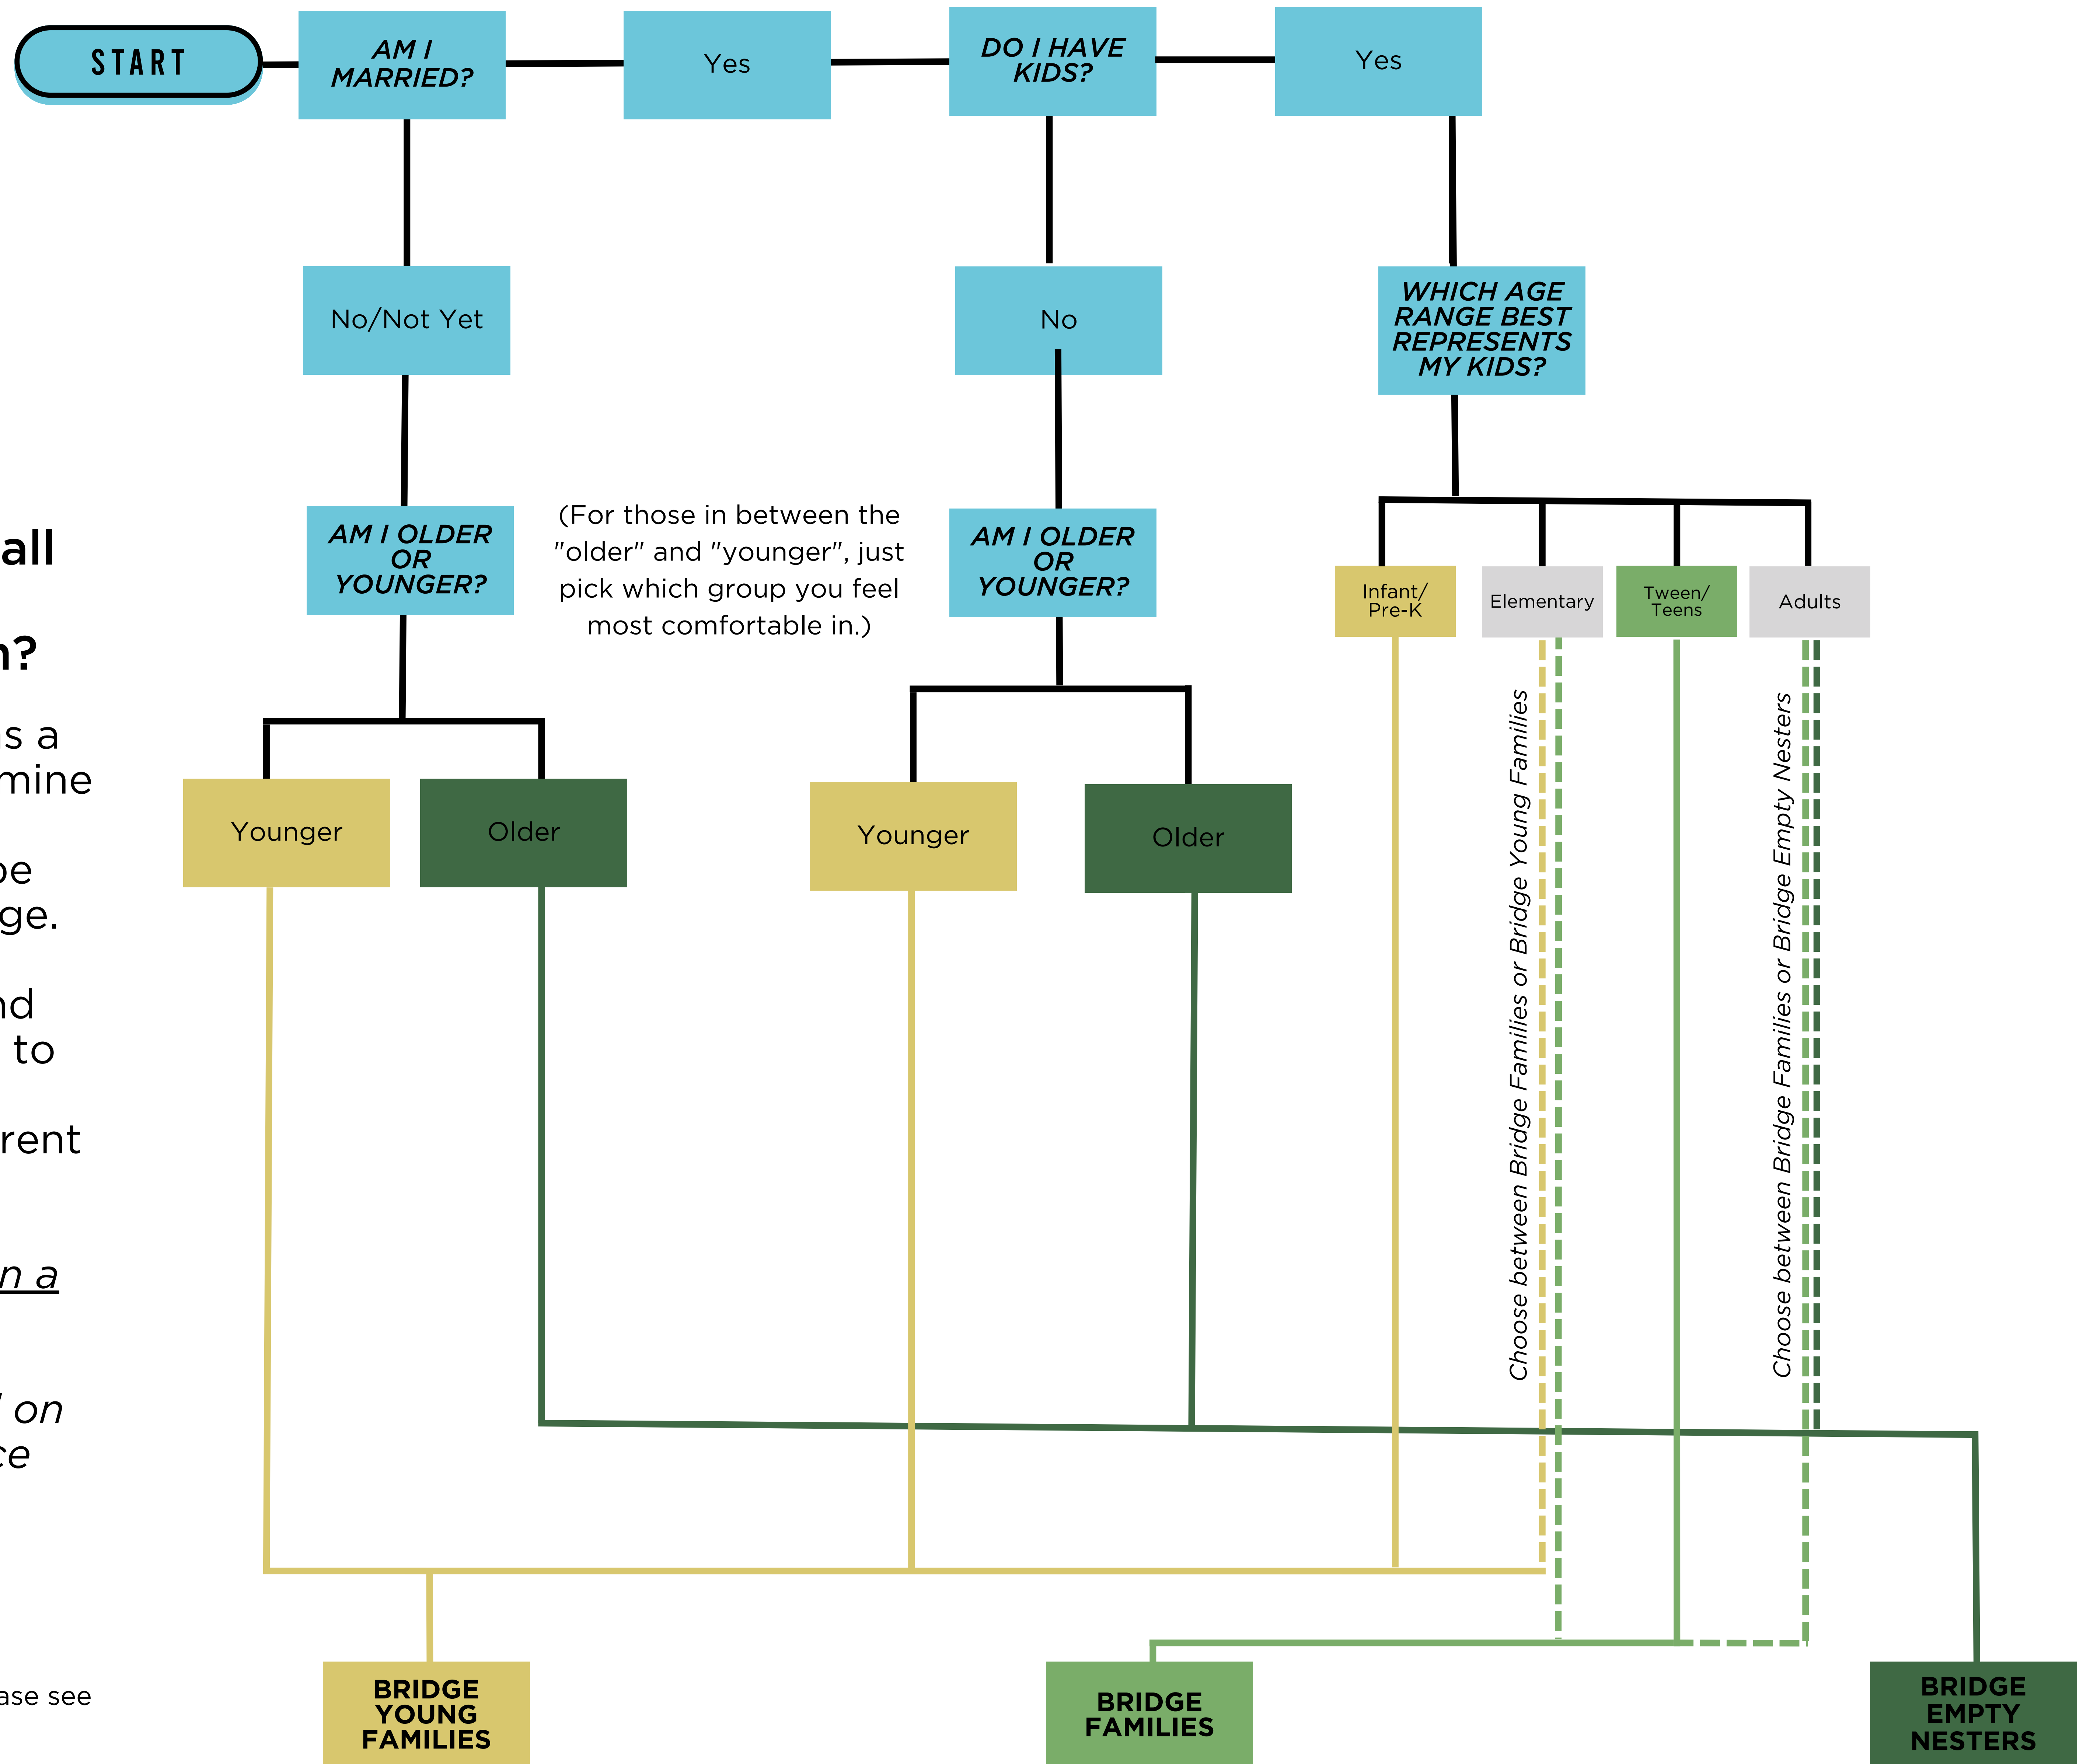 START
AM I
MARRIED?
Yes
DO I HAVE
KIDS?
Yes
No/Not Yet
No
WHICH AGE
RANGE BEST
REPRESENTS
MY KIDS?
all
?
AM I OLDER
OR
YOUNGER?
(For those in between the
"older" and "younger", just
pick which group you feel
most comfortable in.)
AM I OLDER
OR
YOUNGER?
Infant/
Pre-K
Elementary
Tween/
Teens
Adults
a
to
Younger
Older
Younger
Older
Choose between Bridge Families or Bridge Young Families
Choose between Bridge Families or Bridge Empty Nesters
a
on
see
BRIDGE
YOUNG
FAMILIES
BRIDGE
FAMILIES
BRIDGE
EMPTY
NESTERS